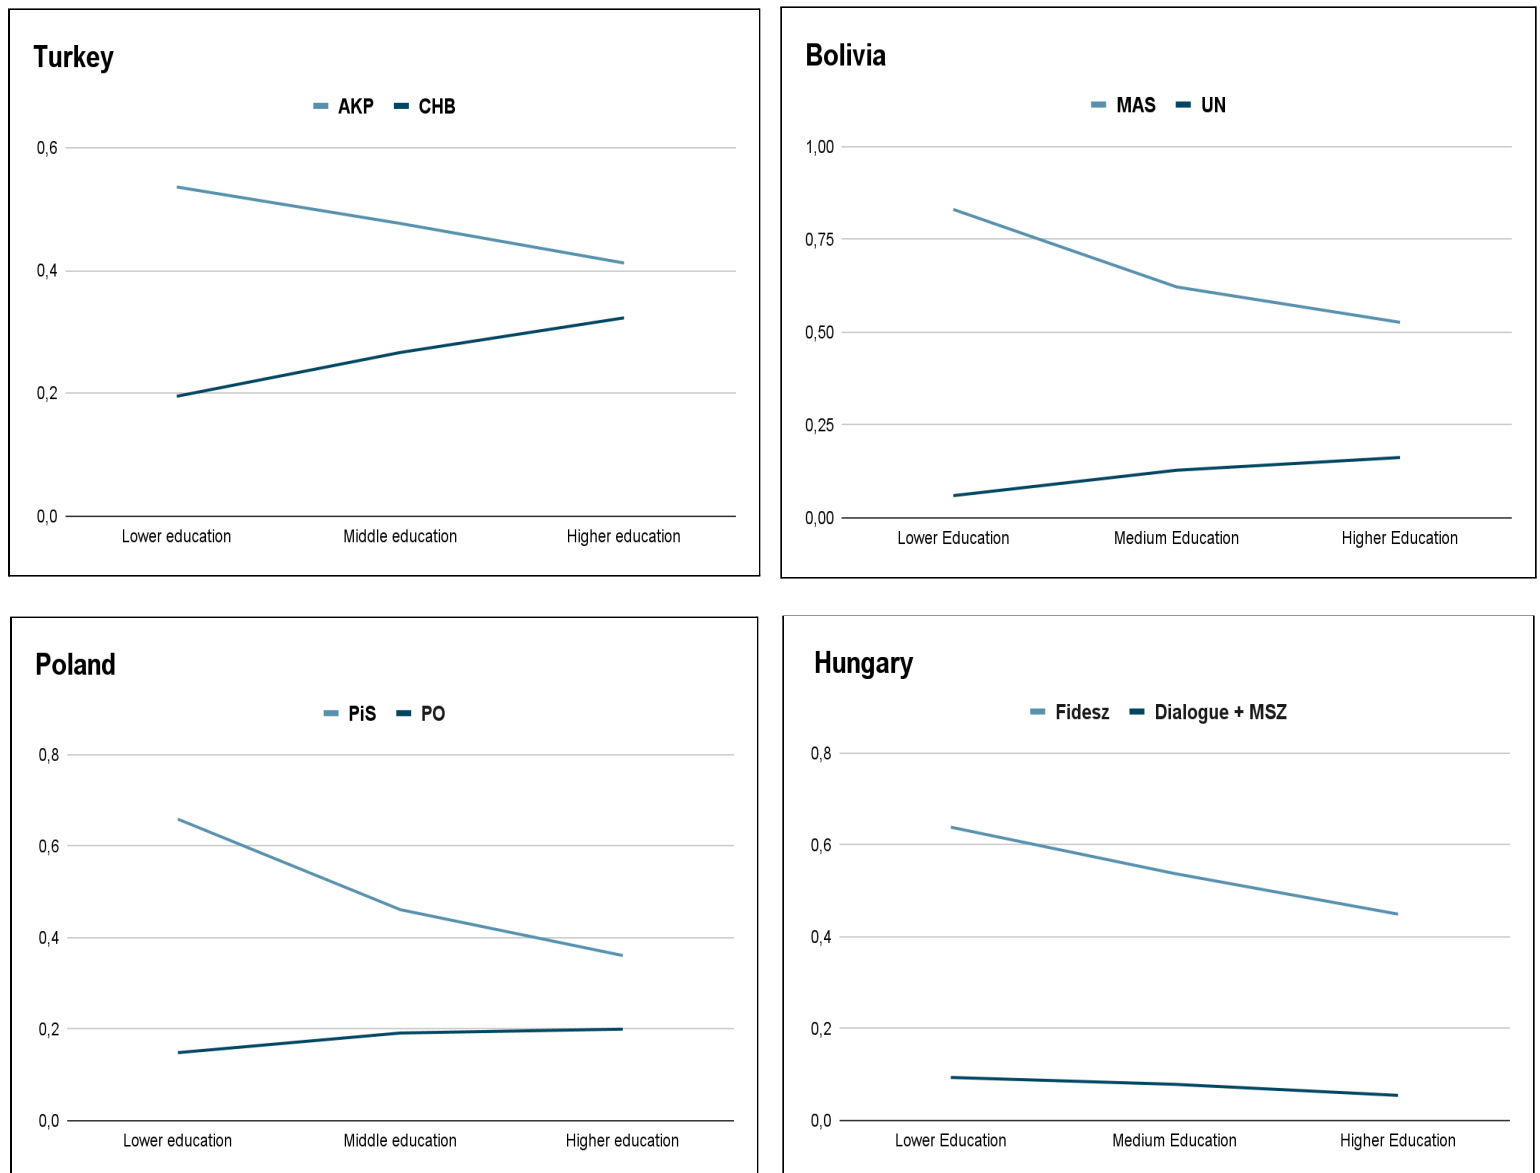 Turkey
AKP CHB
0,6
0,4
0,2
0,0
Lower education Middle education Higher education
Bolivia
MAS UN
1,00
0,75
0,50
0,25
0,00
Lower Education Medium Education Higher Education
Poland
PiS PO
0,8
0,6
0,4
0,2
0,0
Lower education Middle education Higher education
Hungary
Fidesz Dialogue + MSZ
0,8
0,6
0,4
0,2
0,0
Lower Education Medium Education Higher Education